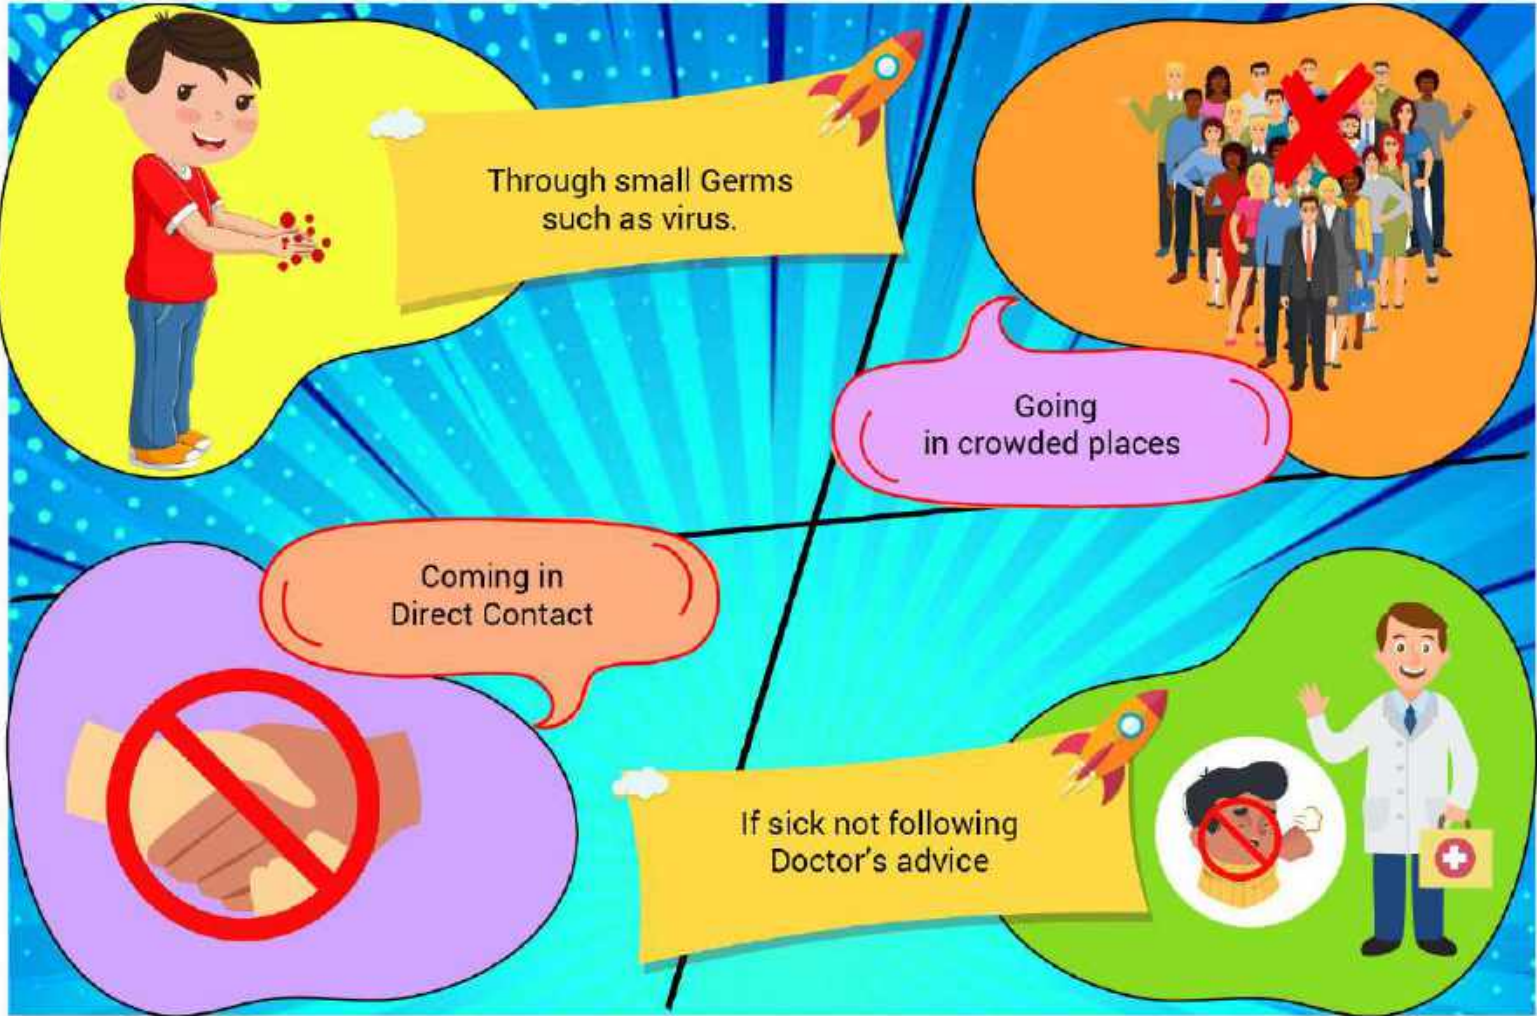 Through small Germs
such as virus.
Going
in crowded places
Coming in
Direct Contact
If sick not following
Doctor's advice